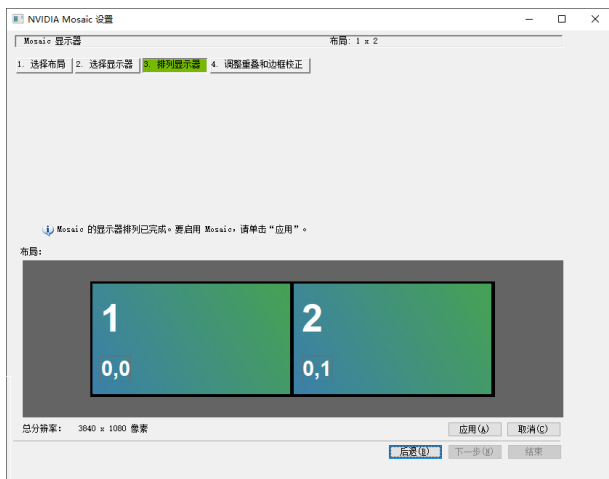 NVIDIA Mosaic 设置
Mosaic 显示器 布局: 1 x 2
1. 选择布局 2. 选择显示器 3. 排列显示器 4. 调整重叠和边框校正
Mosaic 的显示器排列已完成。要启用 Mosaic，请单击“应用”。
布局:
1 2
0,0 0,1
总分辨率: 3840 x 1080 像素 应用(A) 取消(C)
后退(B) 下一步(N) 结束